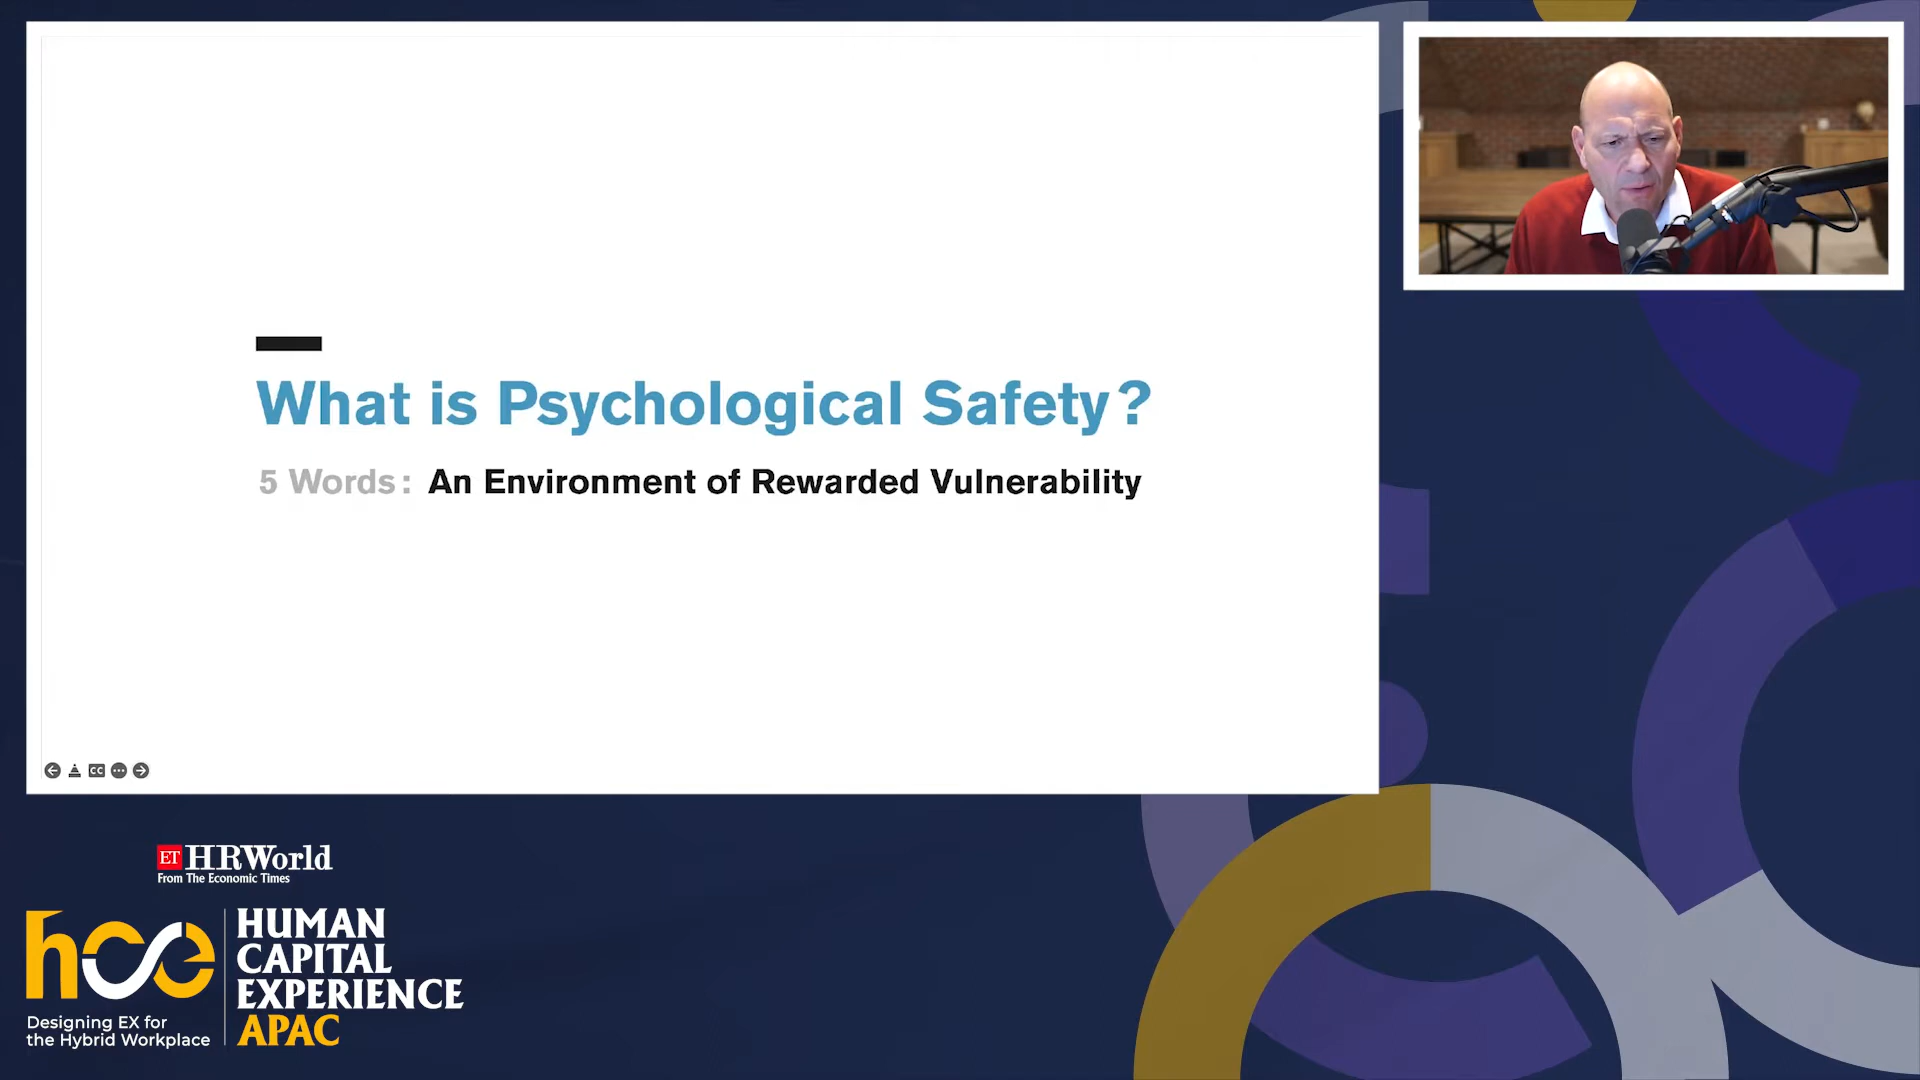 What is Psychological Safety?
5 Words: An Environment of Rewarded Vulnerability
CC
ET HRWorld
From The Economic Times
hce
Designing EX for
the Hybrid Workplace
HUMAN
CAPITAL
EXPERIENCE
APAC